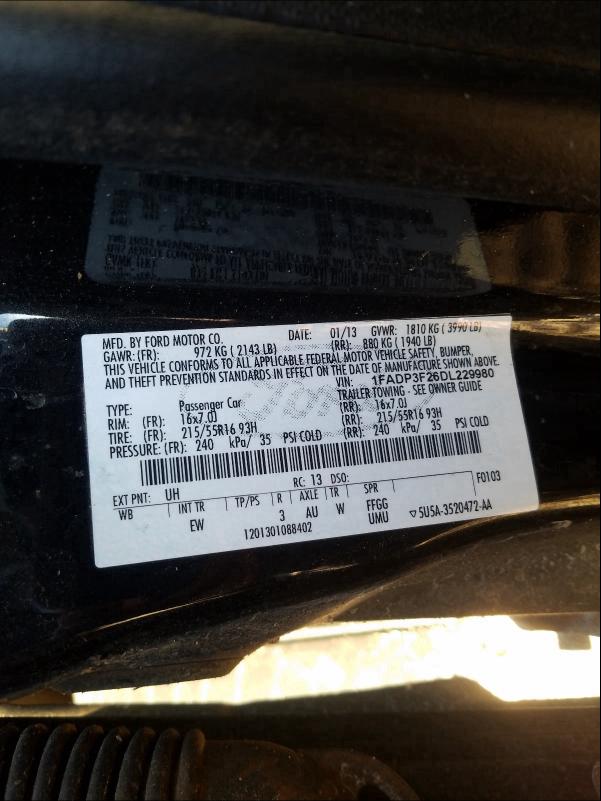 MFD. BY FORD MOTOR CO. DATE: 01/13 GVWR: 1810 KG ( 3990 LB)
GAWR: (FR): 972 KG ( 2143 LB) (RR): 880 KG ( 1940 LB)
THIS VEHICLE CONFORMS TO ALL APPLICABLE FEDERAL MOTOR VEHICLE SAFETY, BUMPER,
AND THEFT PREVENTION STANDARDS IN EFFECT ON THE DATE OF MANUFACTURE SHOWN ABOVE.
VIN: 1FADP3F26DL229980
TYPE: Passenger Car TRAILER TOWING - SEE OWNER GUIDE
RIM: (FR): 16x7.0J (RR): 16x7.0J
TIRE: (FR): 215/55R16 93H (RR): 215/55R16 93H
PRESSURE: (FR): 240 kPa/ 35 PSI COLD (RR): 240 kPa/ 35 PSI COLD
EXT PNT: UH RC: 13 DSO: F0103
WB INT TR TP/PS R AXLE TR SPR
EW 3 AU W FFGG
UMU
1201301088402 ▽5U5A-3520472-AA